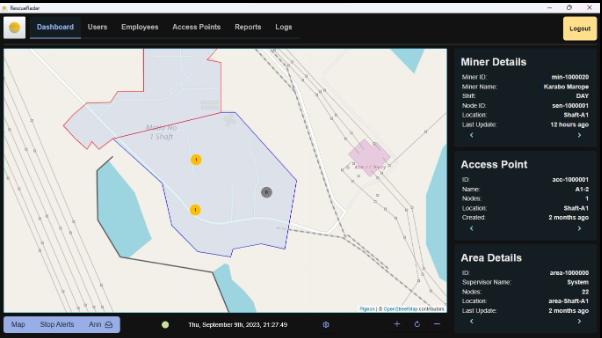 RescueRadar
Dashboard Users Employees Access Points Reports Logs
Logout
1 Shaft
1
1
Miner Details
Miner ID: min-1000020
Miner Name: Karabo Marope
Shift: DAY
Node ID: sen-1000001
Location: Shaft-A1
Last Update: 12 hours ago
Access Point
ID: acc-1000001
Name: A1-2
Nodes: 1
Location: Shaft-A1
Created: 2 months ago
Area Details
ID: area-1000000
Supervisor Name: System
Nodes: 22
Location: area-Shaft-A1
Last Update: 2 months ago
Pigeon | © OpenStreetMap contributors
Map Stop Alerts Ann
Thu, September 9th, 2023, 21:27:49